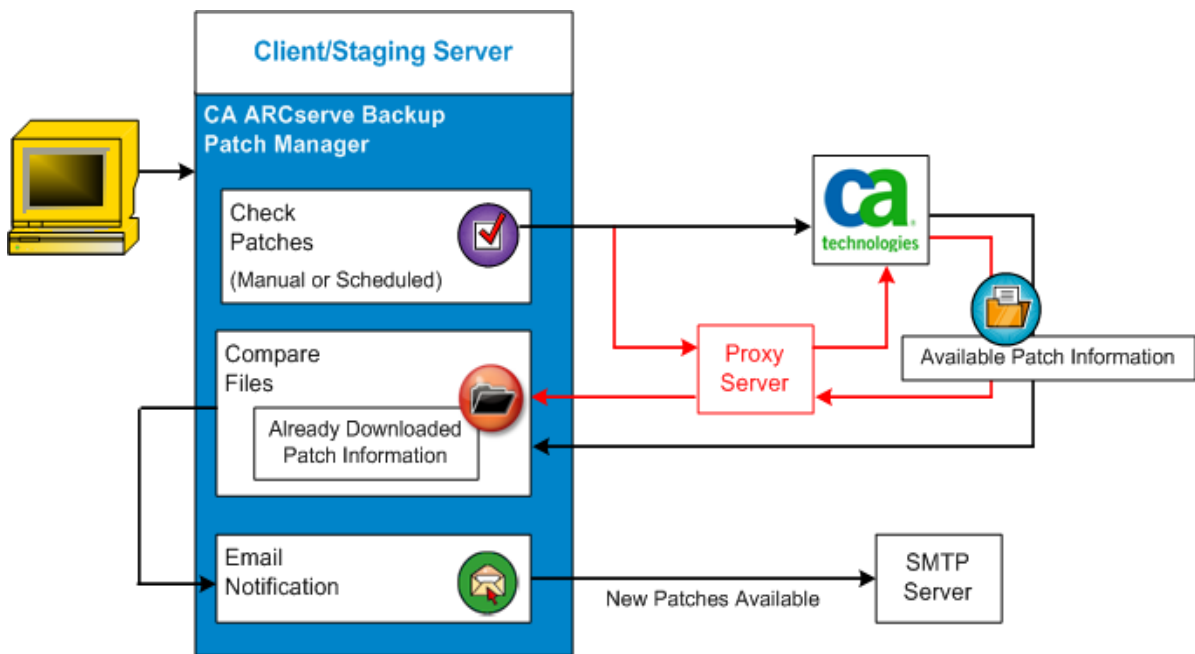 Client/Staging Server
CA ARCserve Backup
Patch Manager
Check
Patches
(Manual or Scheduled)
ca
technologies
Proxy
Server
Available Patch Information
Compare
Files
Already Downloaded
Patch Information
Email
Notification
New Patches Available
SMTP
Server